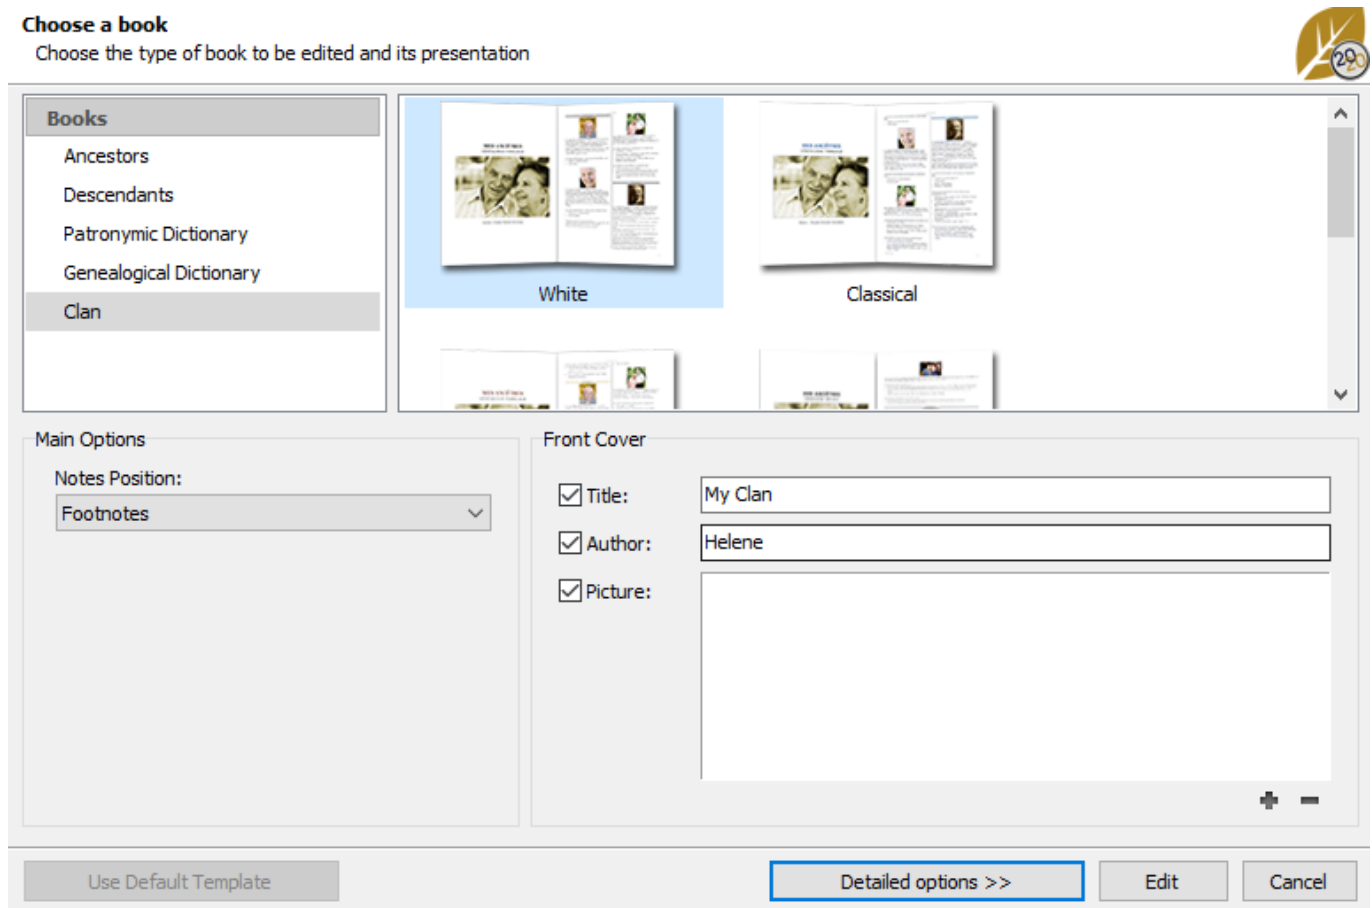 Choose a book
Choose the type of book to be edited and its presentation
2020
Books
Ancestors
Descendants
Patronymic Dictionary
Genealogical Dictionary
Clan
White
Classical
Main Options
Notes Position:
Footnotes
Front Cover
Title:
My Clan
Author:
Helene
Picture:
Use Default Template
Detailed options >>
Edit
Cancel